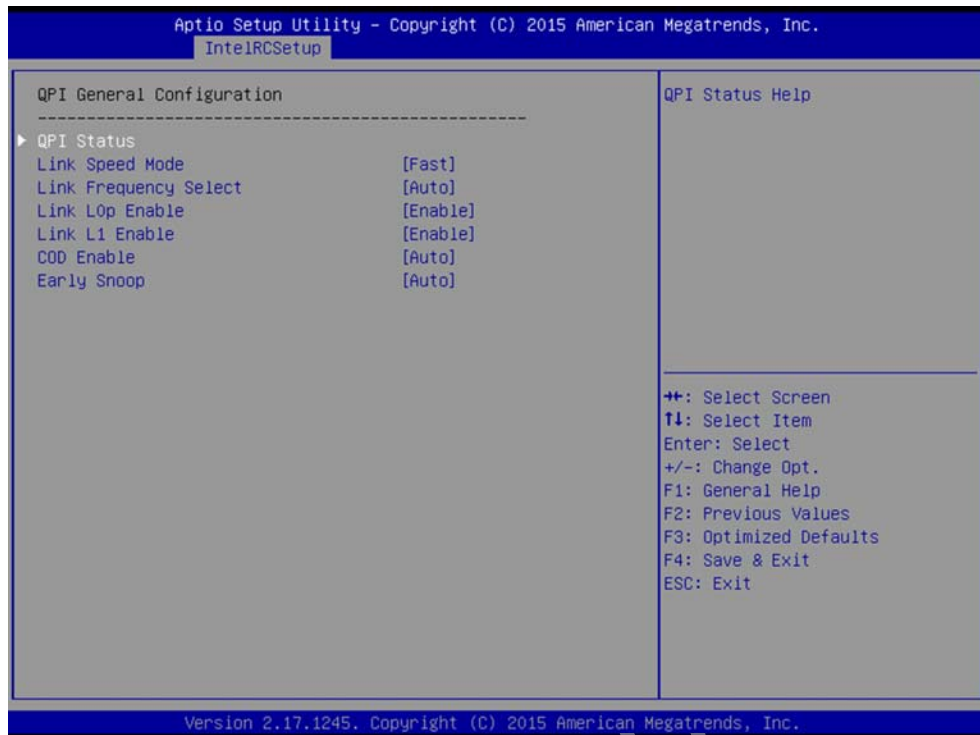 Aptio Setup Utility – Copyright (C) 2015 American Megatrends, Inc.
IntelRCSetup
QPI General Configuration
--------------------------------------------------
QPI Status
Link Speed Mode [Fast]
Link Frequency Select [Auto]
Link L0p Enable [Enable]
Link L1 Enable [Enable]
COD Enable [Auto]
Early Snoop [Auto]
QPI Status Help
→←: Select Screen
↑↓: Select Item
Enter: Select
+/-: Change Opt.
F1: General Help
F2: Previous Values
F3: Optimized Defaults
F4: Save & Exit
ESC: Exit
Version 2.17.1245. Copyright (C) 2015 American Megatrends, Inc.